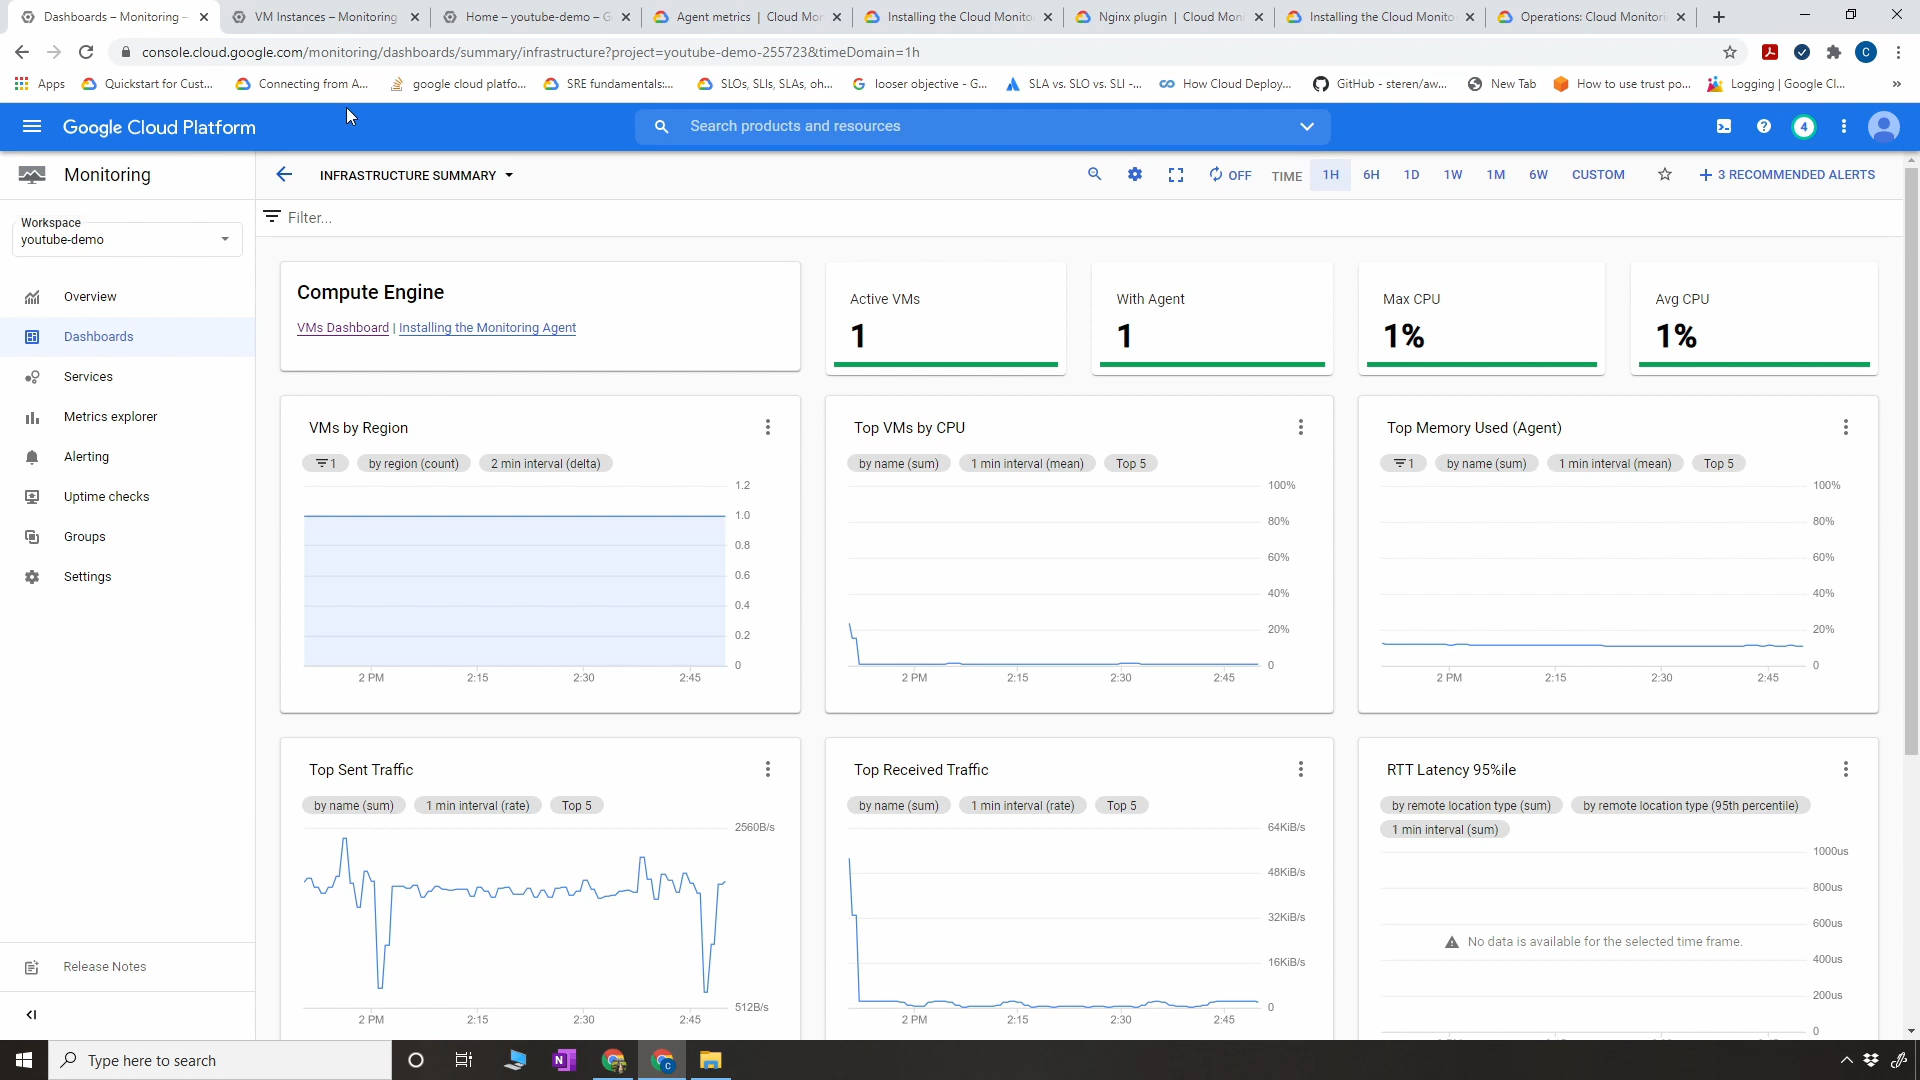 Dashboards – Monitoring –
VM Instances – Monitoring
Home – youtube-demo – G
Agent metrics | Cloud Mon
Installing the Cloud Monito
Nginx plugin | Cloud Moni
Installing the Cloud Monito
Operations: Cloud Monitori
console.cloud.google.com/monitoring/dashboards/summary/infrastructure?project=youtube-demo-255723&timeDomain=1h
C
Apps
Quickstart for Cust...
Connecting from A...
google cloud platfo...
SRE fundamentals:...
SLOs, SLIs, SLAs, oh...
looser objective - G...
SLA vs. SLO vs. SLI -...
How Cloud Deploy...
GitHub - steren/aw...
New Tab
How to use trust po...
Logging | Google Cl...
»
Google Cloud Platform
Search products and resources
4
Monitoring
INFRASTRUCTURE SUMMARY
OFF
TIME
1H
6H
1D
1W
1M
6W
CUSTOM
3 RECOMMENDED ALERTS
Workspace
youtube-demo
Filter...
Overview
Dashboards
Services
Metrics explorer
Alerting
Uptime checks
Groups
Settings
Release Notes
Compute Engine
VMs Dashboard | Installing the Monitoring Agent
Active VMs
1
With Agent
1
Max CPU
1%
Avg CPU
1%
VMs by Region
1
by region (count)
2 min interval (delta)
1.2
1.0
0.8
0.6
0.4
0.2
0
2 PM
2:15
2:30
2:45
Top VMs by CPU
by name (sum)
1 min interval (mean)
Top 5
100%
80%
60%
40%
20%
0
2 PM
2:15
2:30
2:45
Top Memory Used (Agent)
1
by name (sum)
1 min interval (mean)
Top 5
100%
80%
60%
40%
20%
0
2 PM
2:15
2:30
2:45
Top Sent Traffic
by name (sum)
1 min interval (rate)
Top 5
2560B/s
512B/s
2 PM
2:15
2:30
2:45
Top Received Traffic
by name (sum)
1 min interval (rate)
Top 5
64KiB/s
48KiB/s
32KiB/s
16KiB/s
0
2 PM
2:15
2:30
2:45
RTT Latency 95%ile
by remote location type (sum)
by remote location type (95th percentile)
1 min interval (sum)
1000us
800us
600us
No data is available for the selected time frame.
400us
200us
0
Type here to search